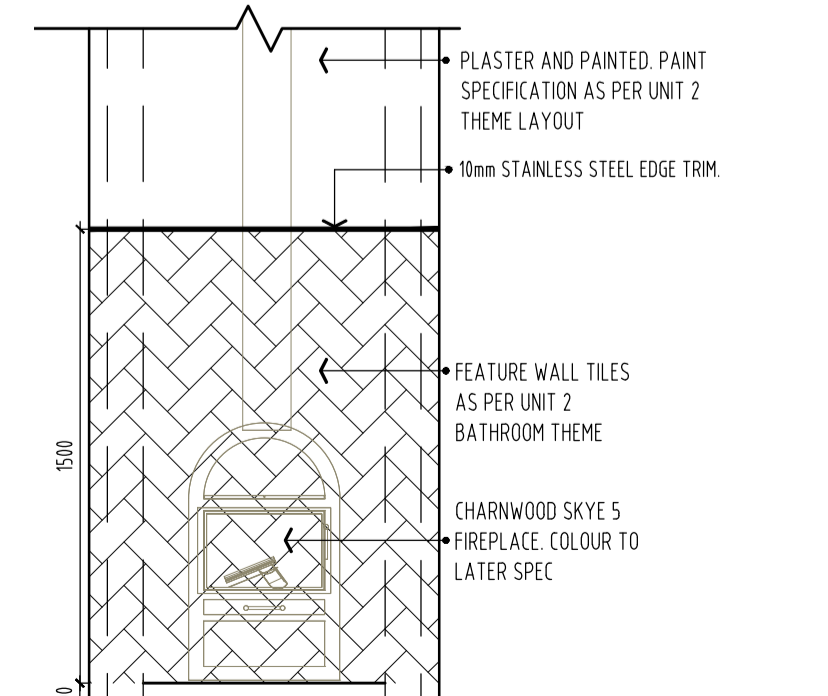 PLASTER AND PAINTED. PAINT
SPECIFICATION AS PER UNIT 2
THEME LAYOUT
10mm STAINLESS STEEL EDGE TRIM.
FEATURE WALL TILES
AS PER UNIT 2
BATHROOM THEME
1500
CHARNWOOD SKYE 5
FIREPLACE. COLOUR TO
LATER SPEC
0